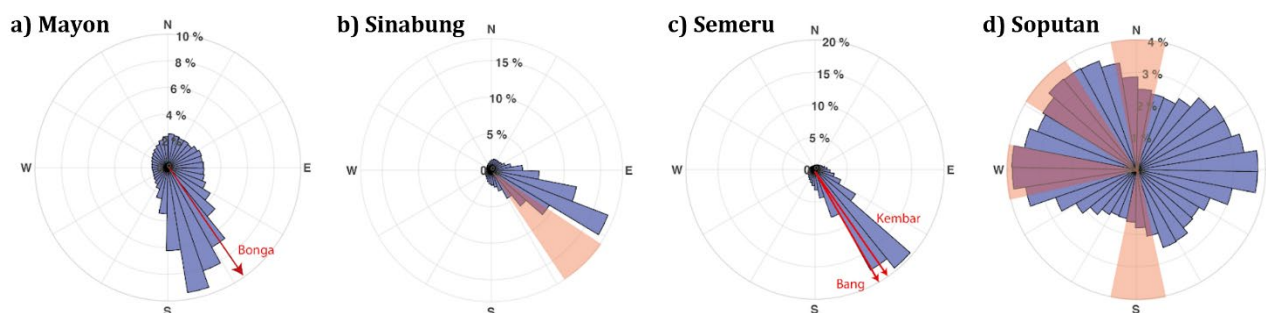 a) Mayon
N
10 %
8 %
6 %
4 %
W
E
Bonga
S
b) Sinabung
N
15 %
10 %
5 %
0
W
E
S
c) Semeru
N
20 %
15 %
10 %
5 %
0
W
E
Kembar
Bang
S
d) Soputan
N
4 %
3 %
2 %
W
E
S